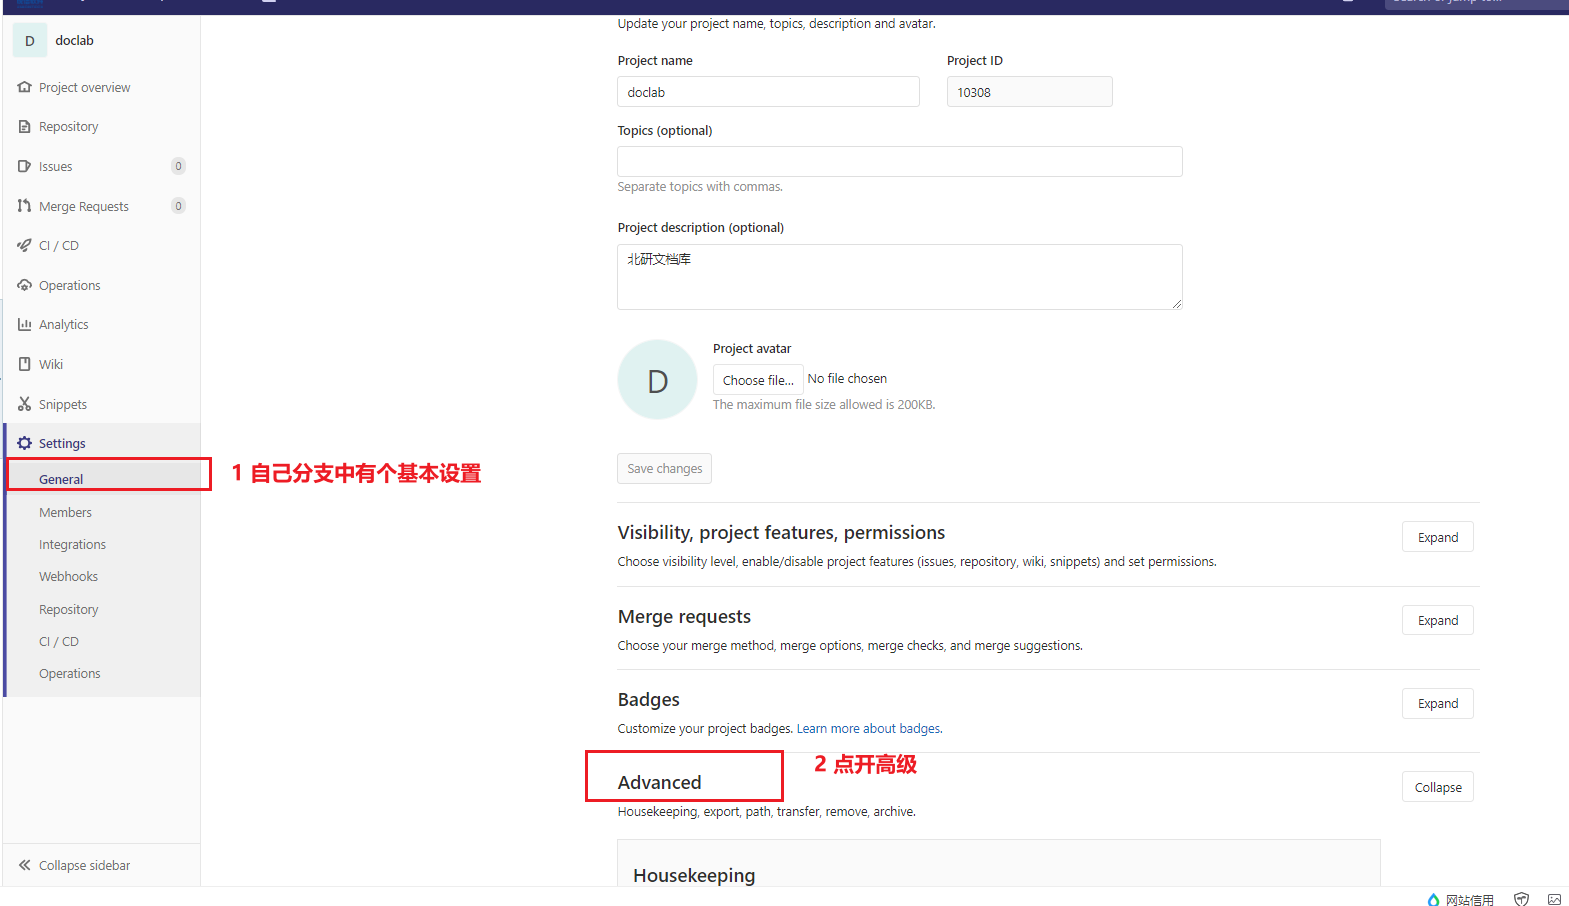 D doclab
Project overview
Repository
Issues 0
Merge Requests 0
CI / CD
Operations
Analytics
Wiki
Snippets
Settings
General
Members
Integrations
Webhooks
Repository
CI / CD
Operations
Collapse sidebar
1 自己分支中有个基本设置
Update your project name, topics, description and avatar.
Project name
doclab
Project ID
10308
Topics (optional)
Separate topics with commas.
Project description (optional)
北研文档库
D
Project avatar
Choose file... No file chosen
The maximum file size allowed is 200KB.
Save changes
Visibility, project features, permissions
Expand
Choose visibility level, enable/disable project features (issues, repository, wiki, snippets) and set permissions.
Merge requests
Expand
Choose your merge method, merge options, merge checks, and merge suggestions.
Badges
Expand
Customize your project badges. Learn more about badges.
2 点开高级
Advanced
Collapse
Housekeeping, export, path, transfer, remove, archive.
Housekeeping
网站信用